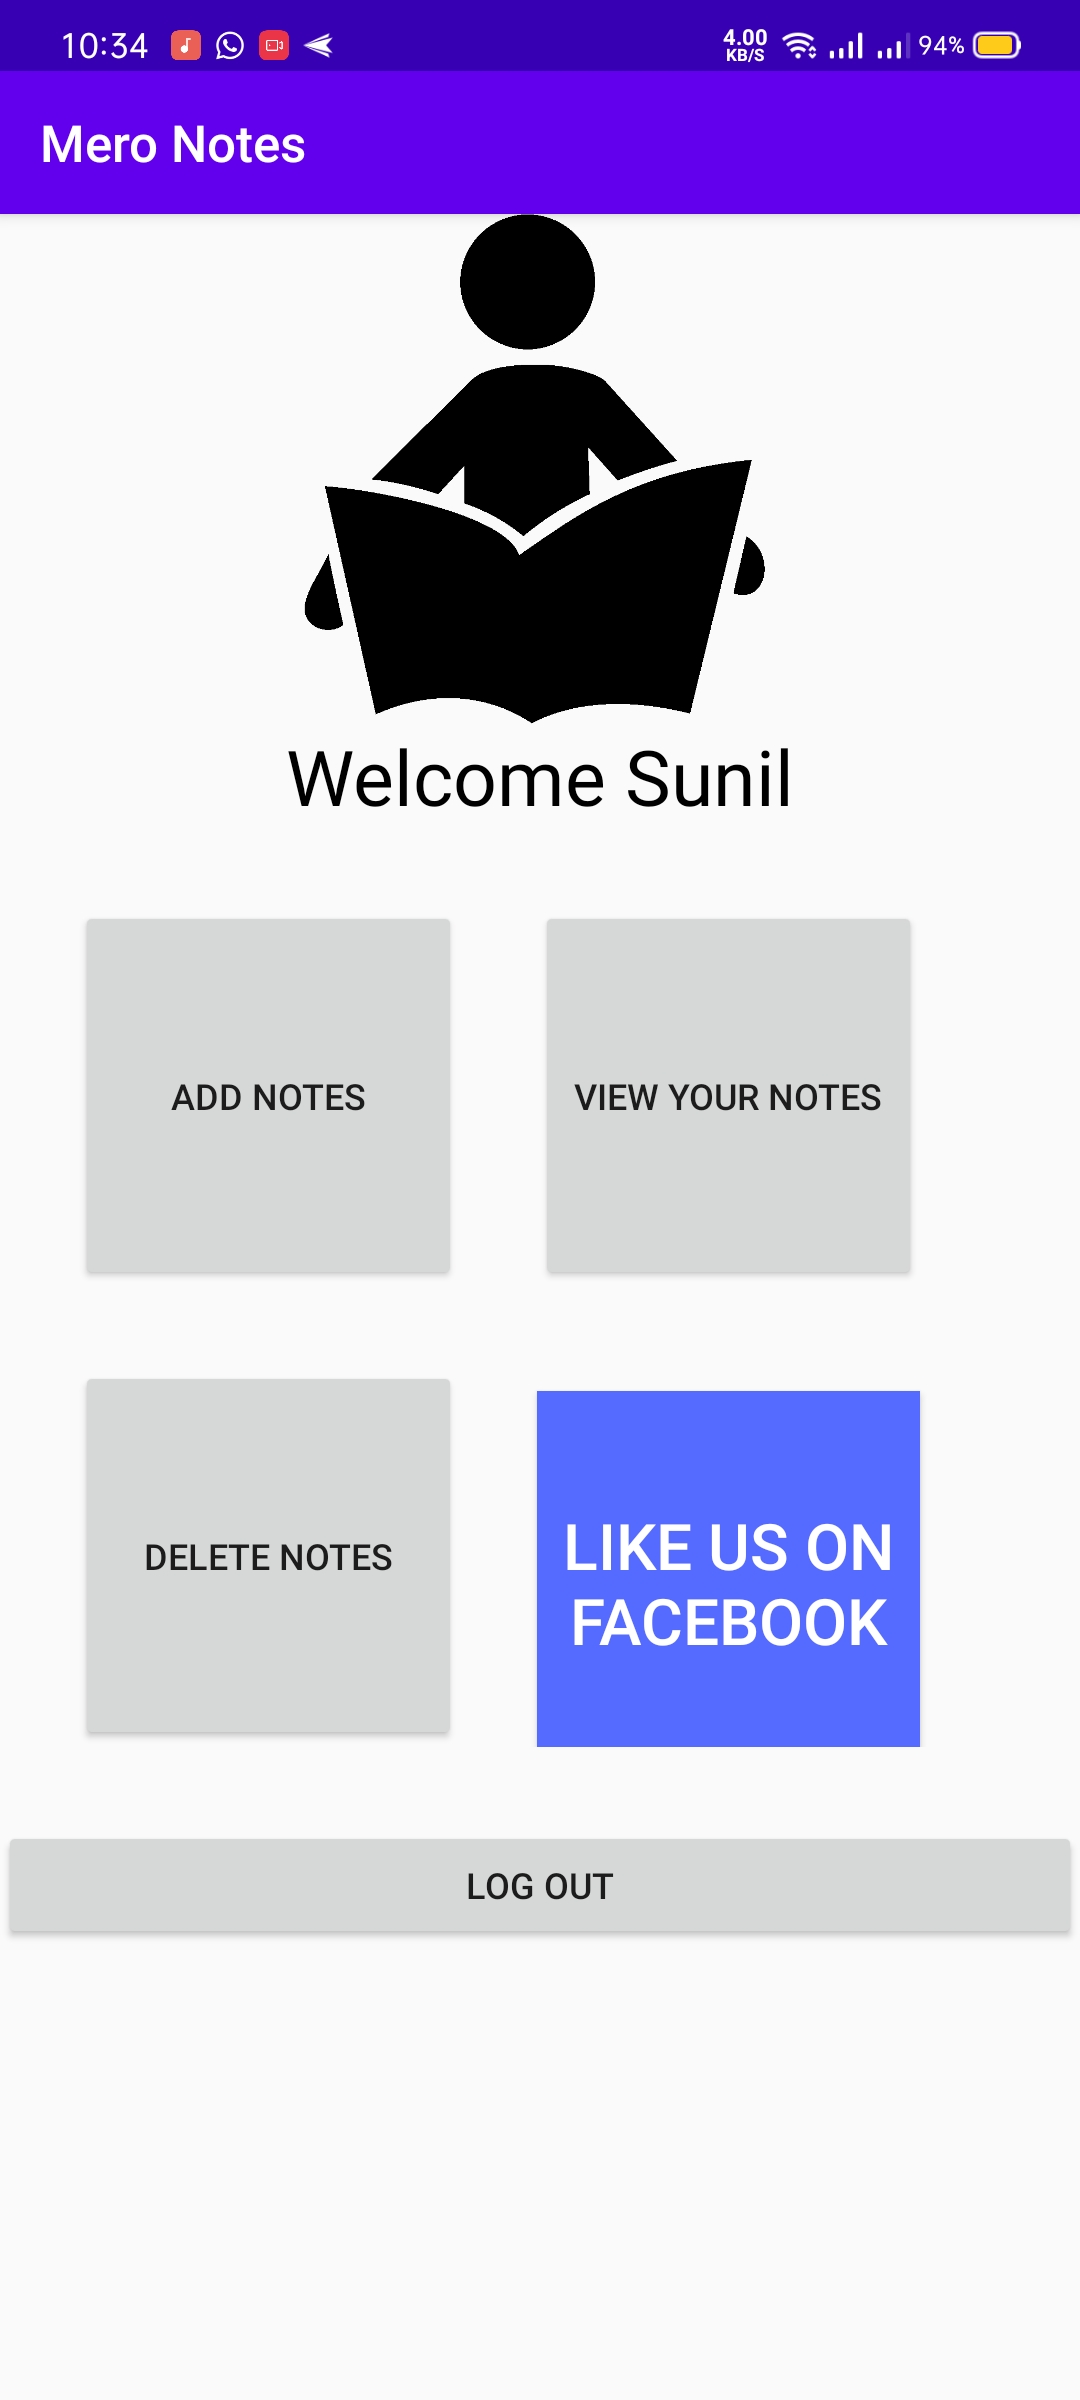 10:34
4.00
KB/S
94%
Mero Notes
Welcome Sunil
ADD NOTES
VIEW YOUR NOTES
DELETE NOTES
LIKE US ON
FACEBOOK
LOG OUT